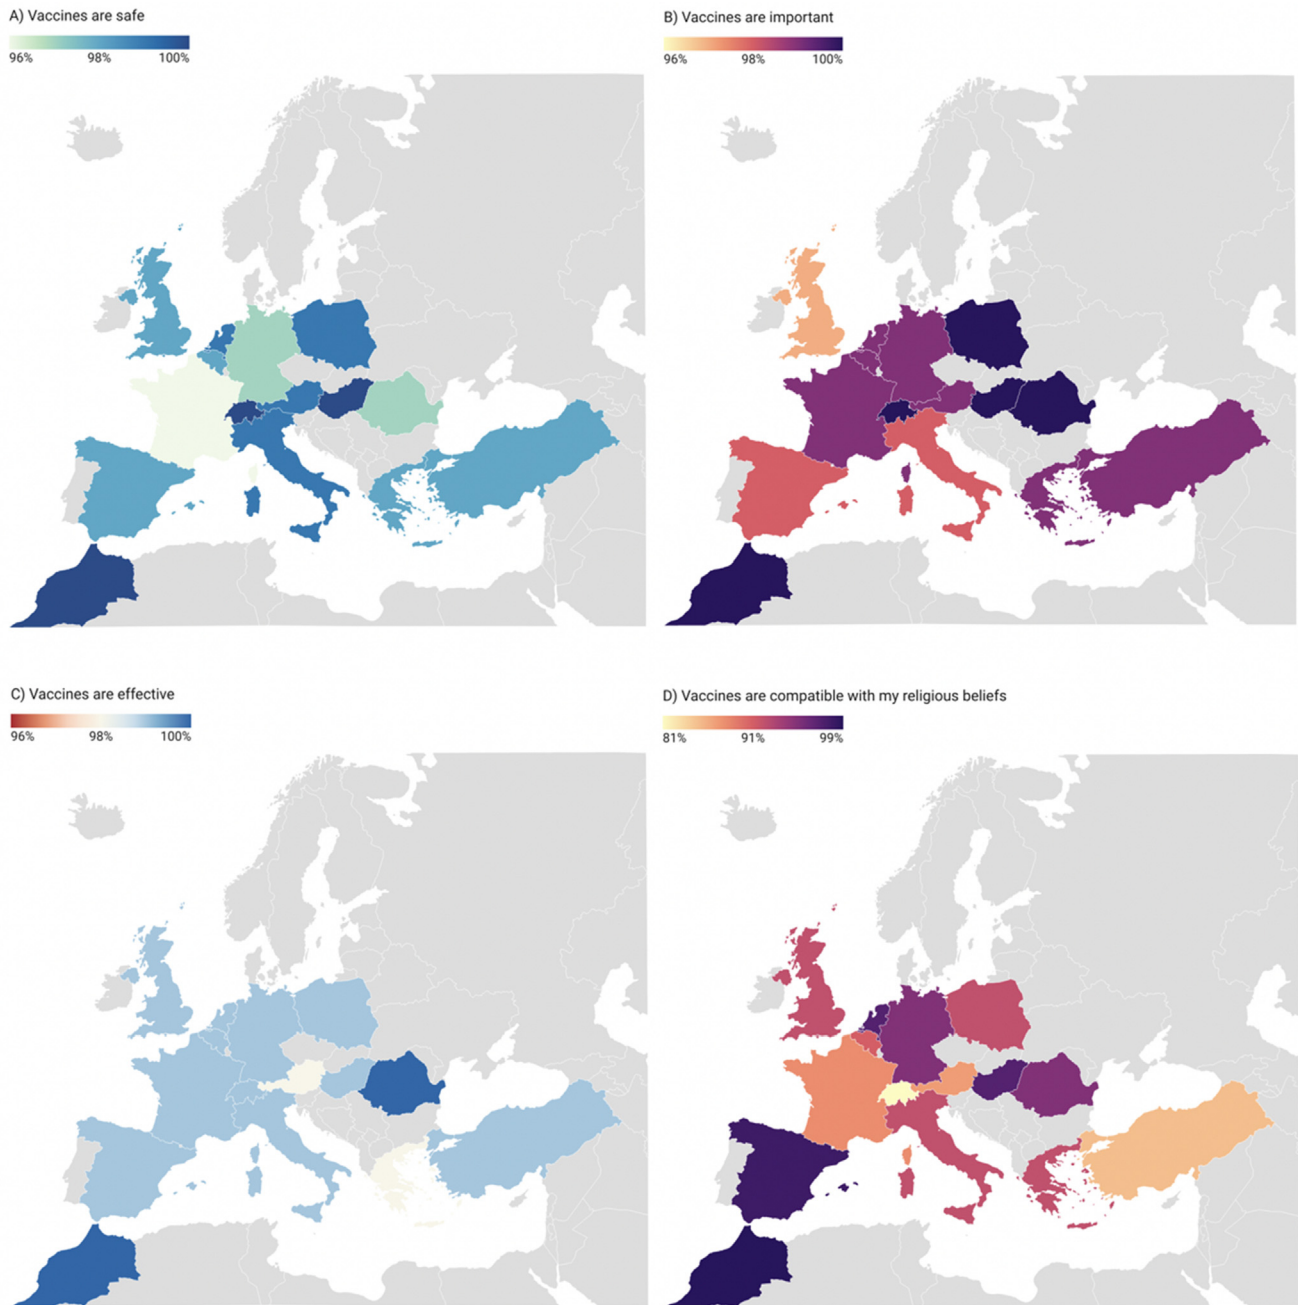 A) Vaccines are safe
96% 98% 100%
B) Vaccines are important
96% 98% 100%
C) Vaccines are effective
96% 98% 100%
D) Vaccines are compatible with my religious beliefs
81% 91% 99%